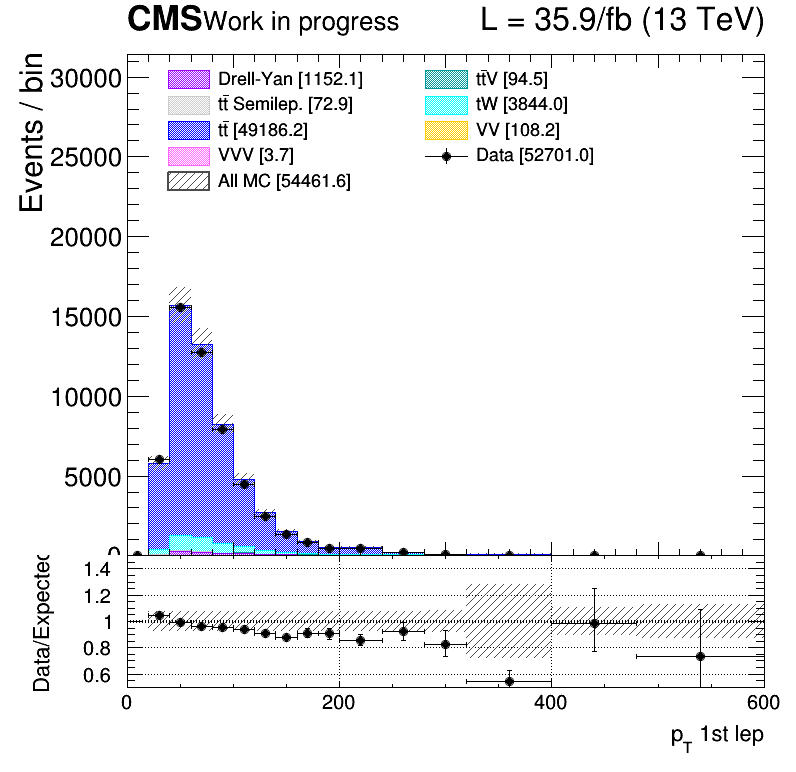 CMS Work in progress L = 35.9/fb (13 TeV)
Events / bin
30000
25000
20000
15000
10000
5000
0
Drell-Yan [1152.1]
tt̄ Semilep. [72.9]
tt̄ [49186.2]
VVV [3.7]
All MC [54461.6]
tt̄V [94.5]
tW [3844.0]
VV [108.2]
Data [52701.0]
Data/Expected
1.4
1.2
1
0.8
0.6
0 200 400 600
p_T 1st lep